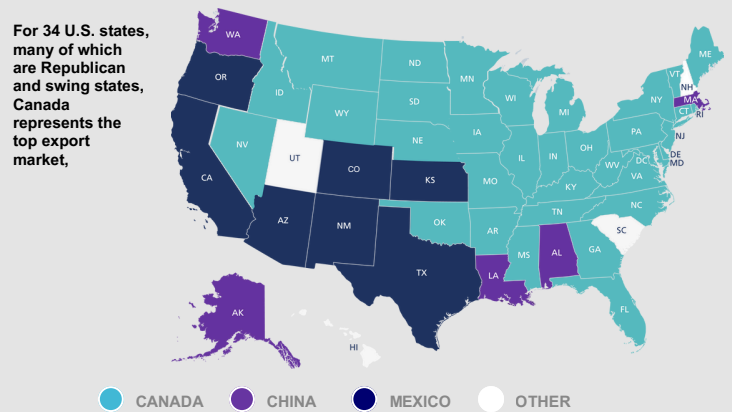 For 34 U.S. states,
many of which
are Republican
and swing states,
Canada
represents the
top export
market,
WA
OR
CA
NV
ID
MT
WY
UT
AZ
CO
NM
ND
SD
NE
KS
OK
TX
MN
IA
MO
AR
LA
WI
IL
MI
IN
OH
KY
TN
MS
AL
GA
FL
SC
NC
VA
WV
DC
PA
NY
VT
NH
ME
MA
RI
CT
NJ
DE
MD
AK
HI
CANADA
CHINA
MEXICO
OTHER